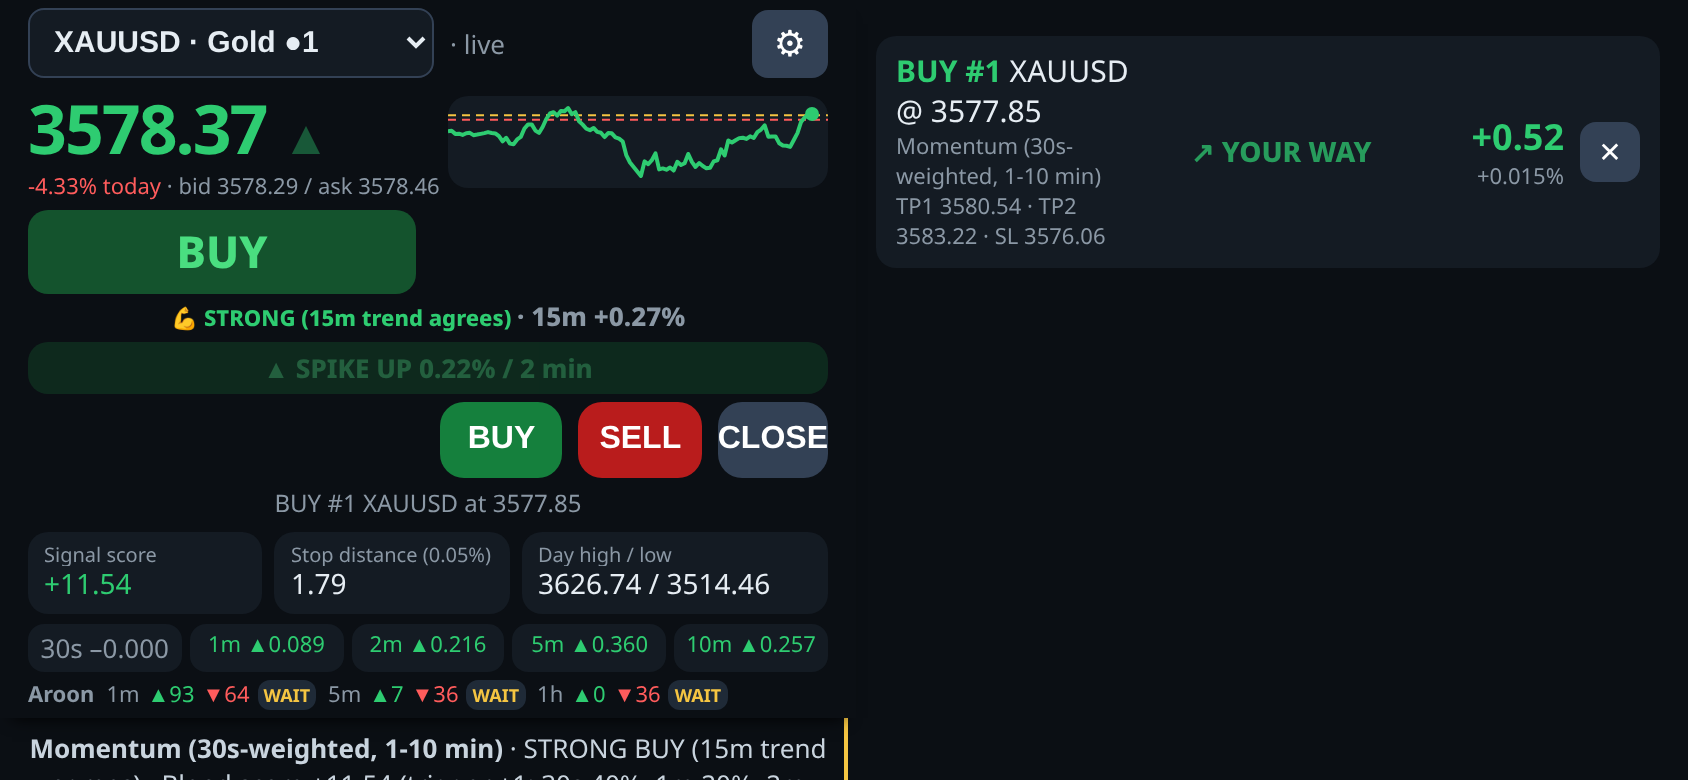 XAUUSD · Gold ●1
· live
3578.37 ▲
-4.33% today · bid 3578.29 / ask 3578.46
BUY
💪 STRONG (15m trend agrees) · 15m +0.27%
▲ SPIKE UP 0.22% / 2 min
BUY SELL CLOSE
BUY #1 XAUUSD at 3577.85
Signal score
+11.54
Stop distance (0.05%)
1.79
Day high / low
3626.74 / 3514.46
30s –0.000 1m ▲0.089 2m ▲0.216 5m ▲0.360 10m ▲0.257
Aroon 1m ▲93 ▼64 WAIT 5m ▲7 ▼36 WAIT 1h ▲0 ▼36 WAIT
Momentum (30s-weighted, 1-10 min) · STRONG BUY (15m trend
BUY #1 XAUUSD
@ 3577.85
Momentum (30s-
weighted, 1-10 min)
TP1 3580.54 · TP2
3583.22 · SL 3576.06
↗ YOUR WAY
+0.52
+0.015%
✕